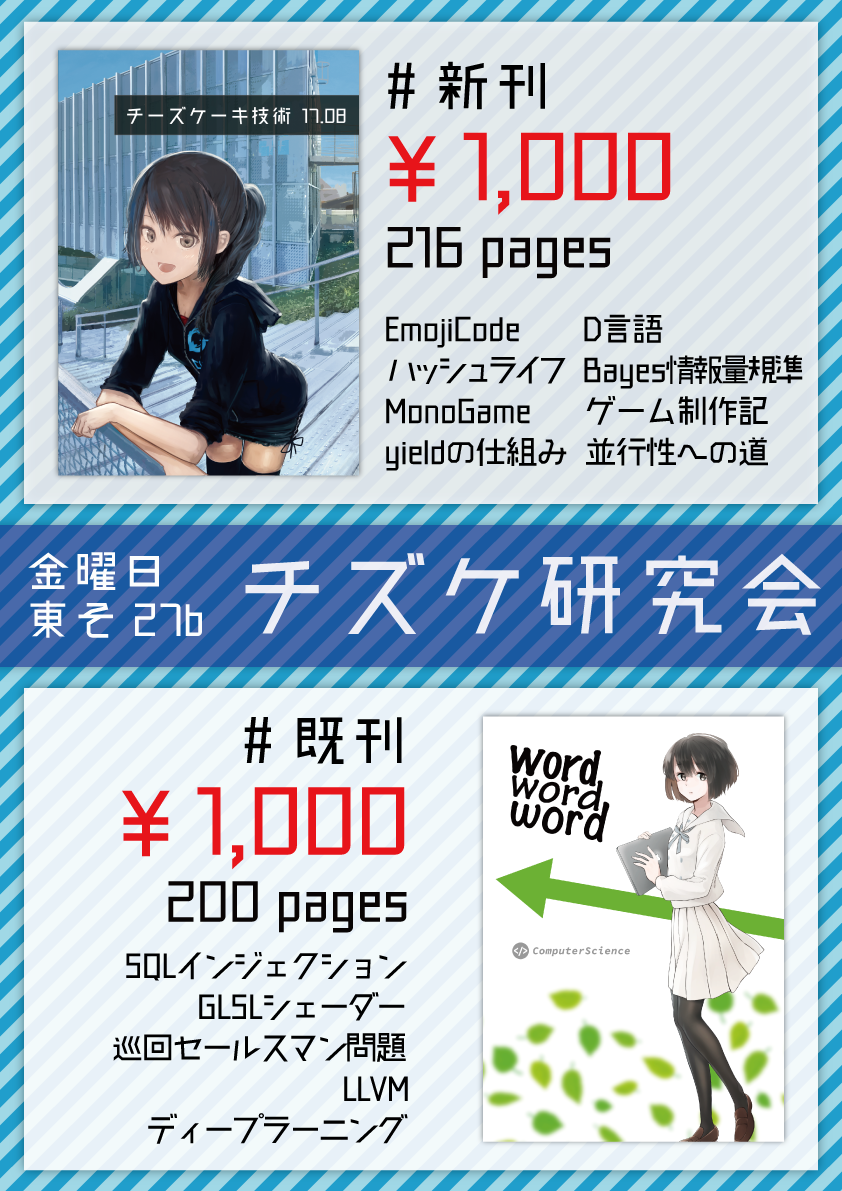 チーズケーキ技術 17.08
# 新刊
¥ 1,000
216 pages
EmojiCode
D言語
ハッシュライフ
Bayes情報量規準
MonoGame
ゲーム制作記
yieldの仕組み
並行性への道
金曜日
東そ 27b
チズケ研究会
# 既刊
¥ 1,000
200 pages
SQLインジェクション
GLSLシェーダー
巡回セールスマン問題
LLVM
ディープラーニング
word
word
word
</> ComputerScience